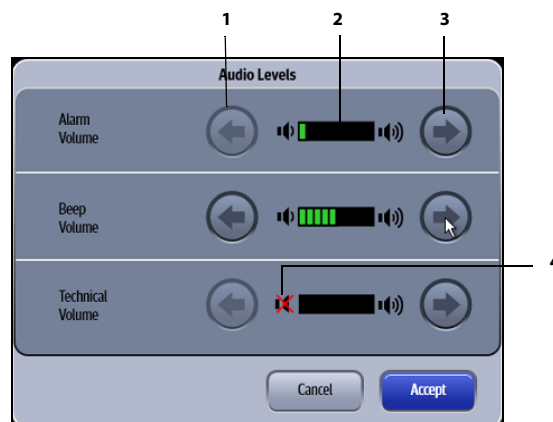 1 2 3
Audio Levels
Alarm
Volume
Beep
Volume
4
Technical
Volume
Cancel Accept